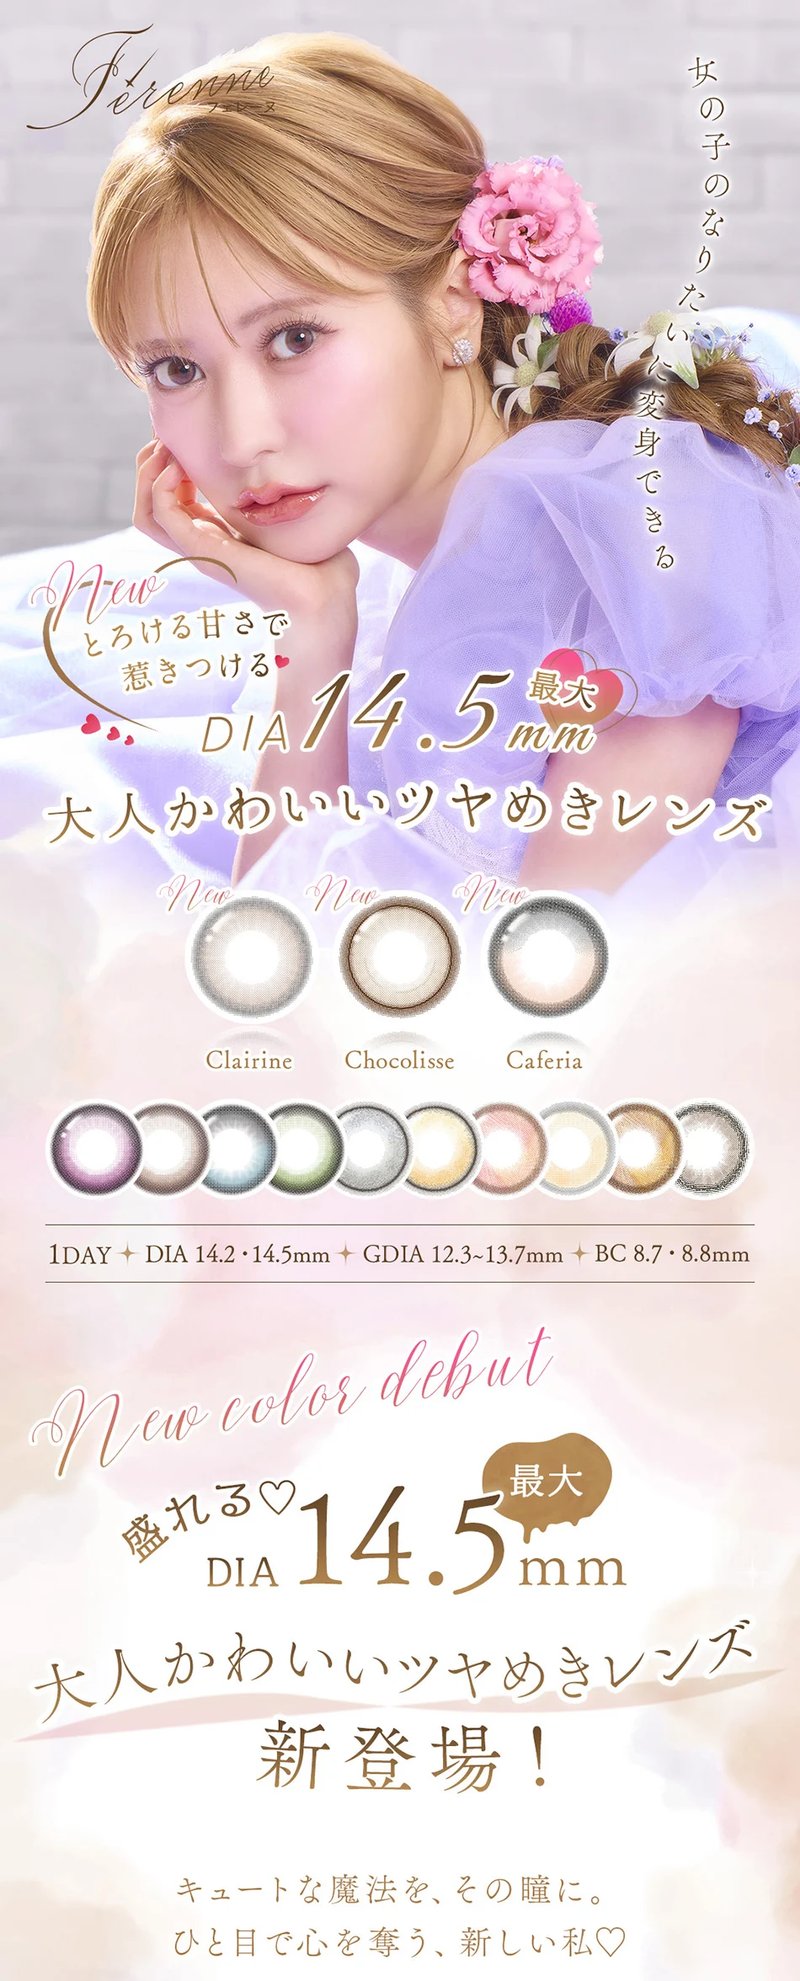 Férenne
フェレーヌ
女の子のなりたいに変身できる
New
とろける甘さで
惹きつける
DIA 14.5mm 最大
大人かわいいツヤめきレンズ
New New New
Clairine Chocolisse Caferia
1DAY DIA 14.2・14.5mm GDIA 12.3~13.7mm BC 8.7・8.8mm
New color debut
盛れる♡
DIA 14.5mm 最大
大人かわいいツヤめきレンズ
新登場！
キュートな魔法を、その瞳に。
ひと目で心を奪う、新しい私♡